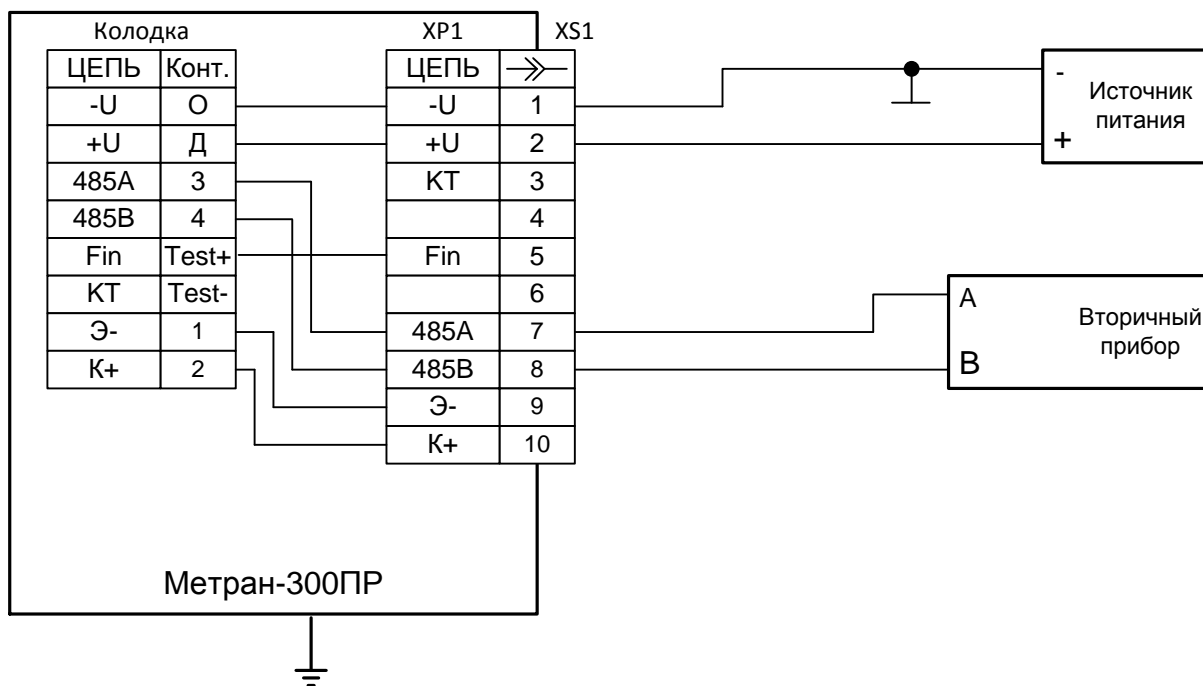 Колодка XP1 XS1
ЦЕПЬ Конт. ЦЕПЬ
-U О -U 1
+U Д +U 2
485A 3 КТ 3
485B 4 4
Fin Test+ Fin 5
КТ Test- 6
Э- 1 485A 7
К+ 2 485B 8
Э- 9
К+ 10
Метран-300ПР
-
Источник
питания
+
A
Вторичный
прибор
B